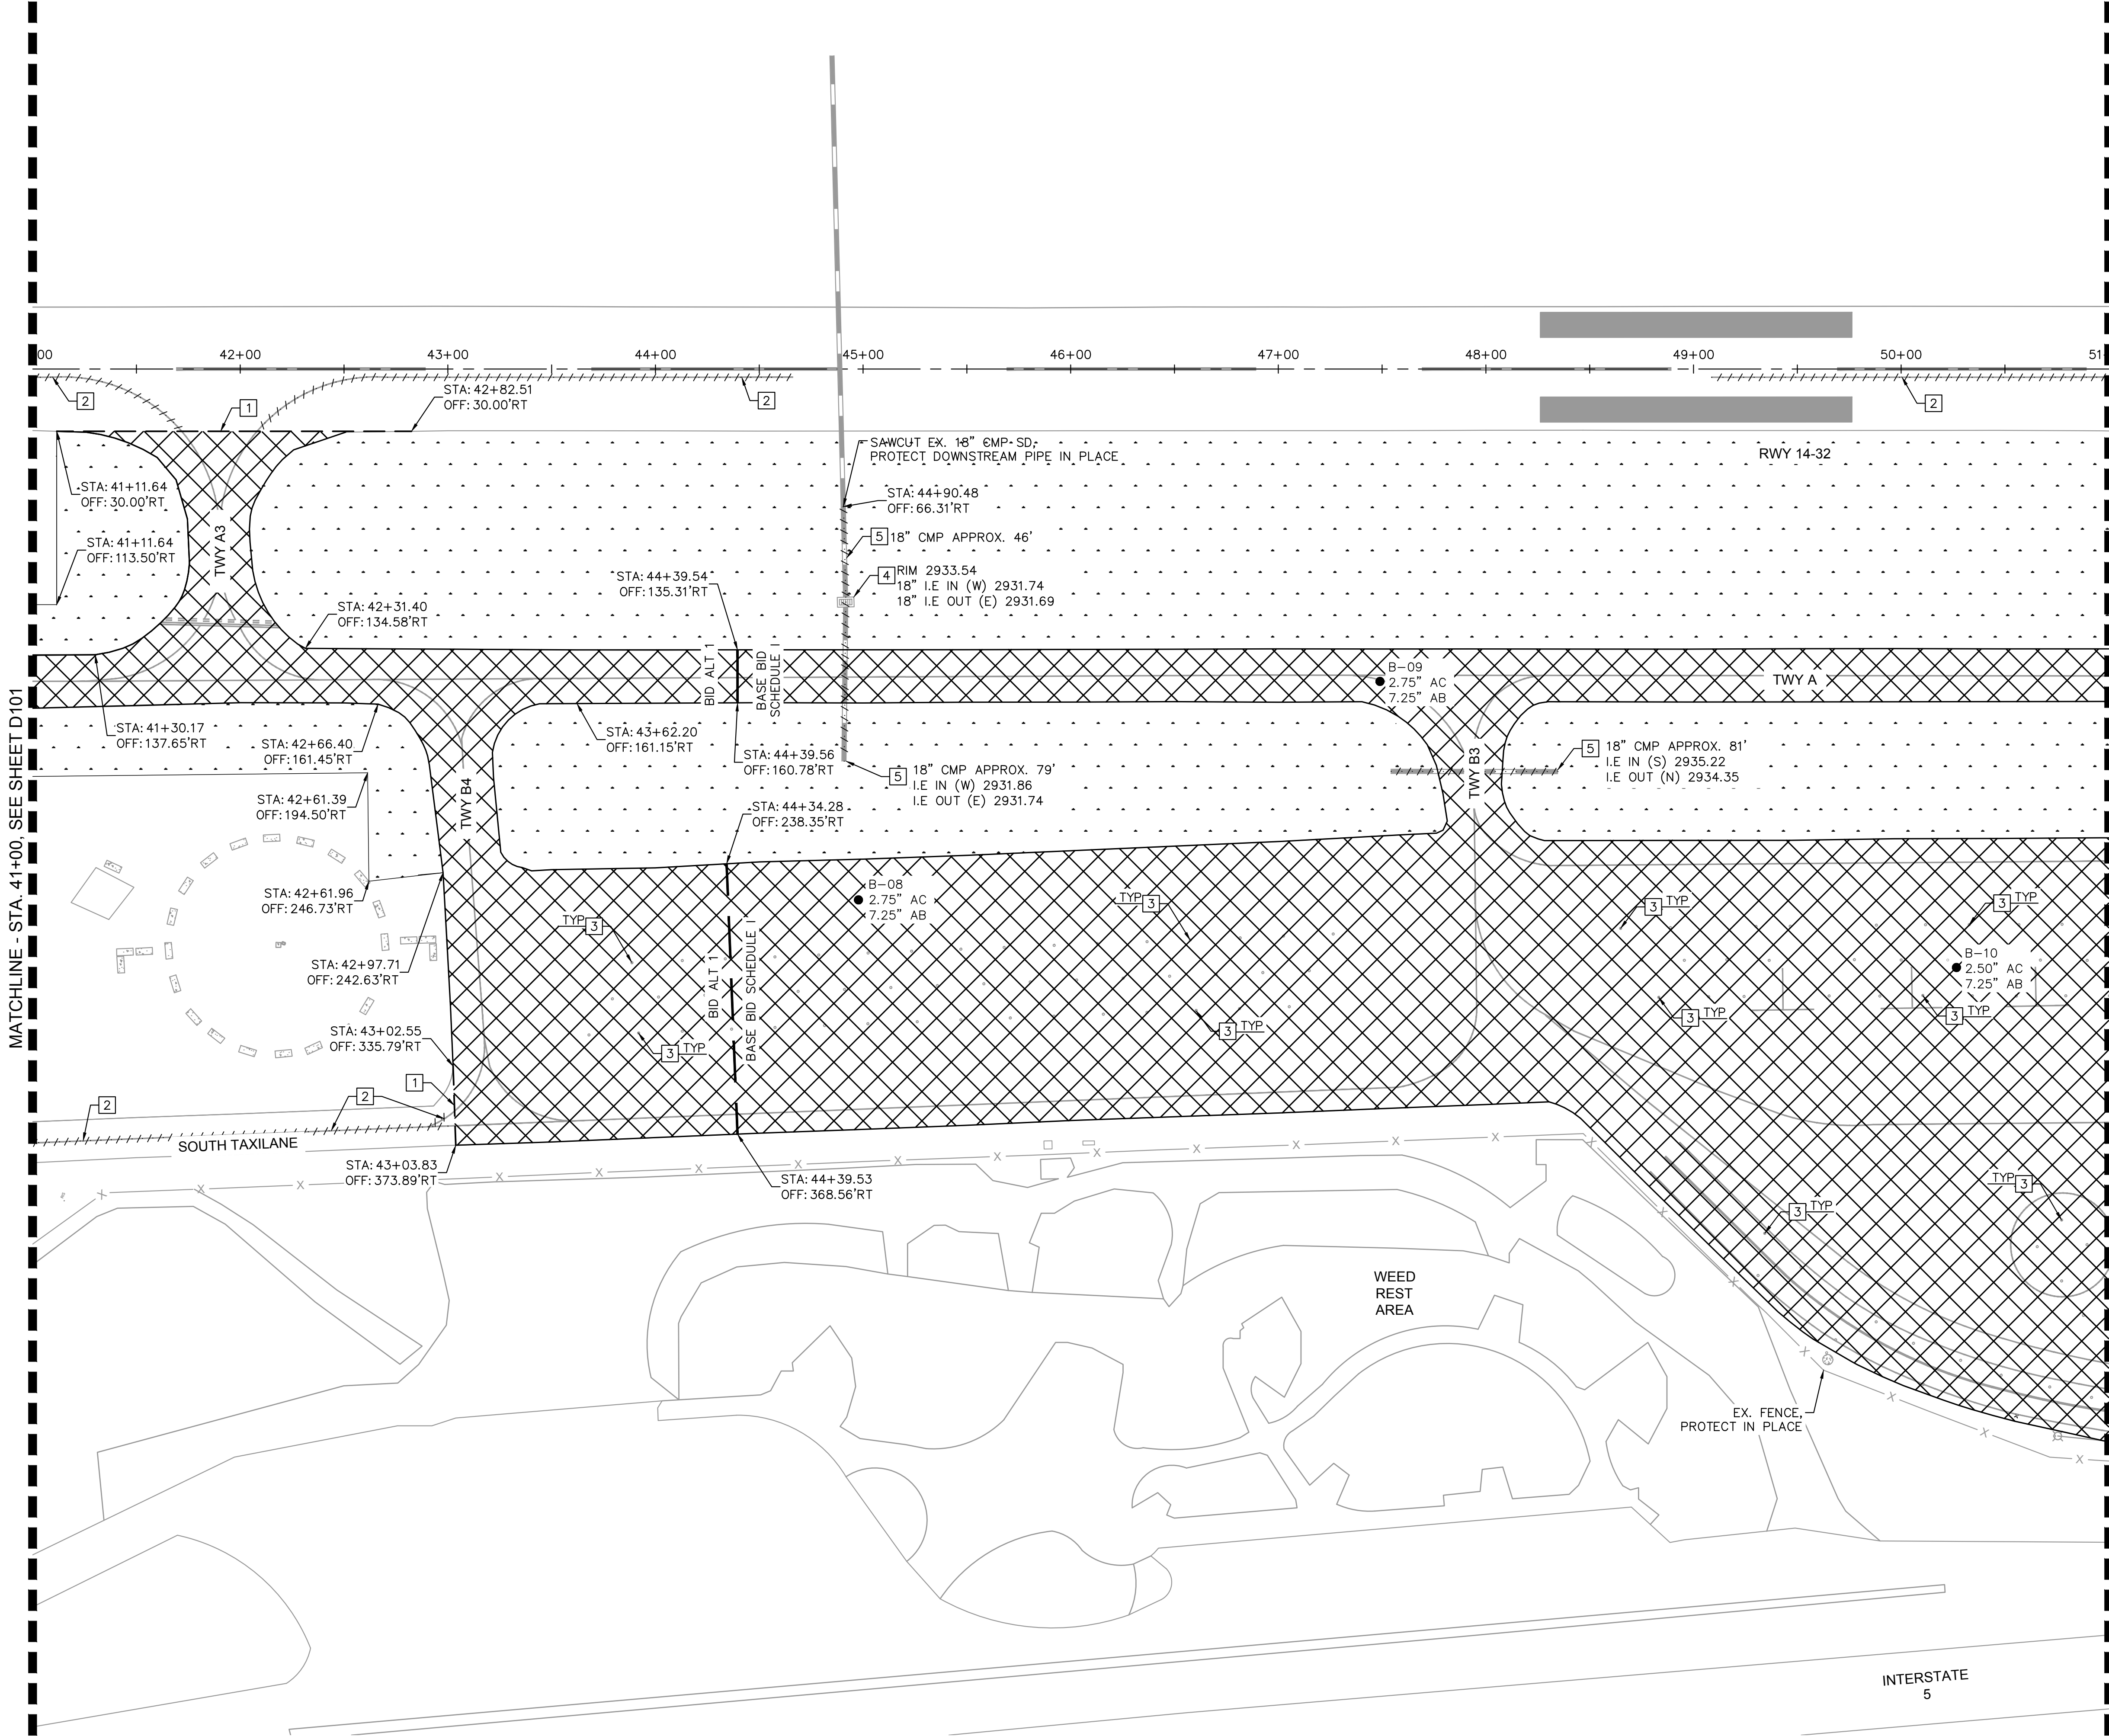 00
42+00
43+00
44+00
45+00
46+00
47+00
48+00
49+00
50+00
51
2
1
STA: 42+82.51
OFF: 30.00'RT
2
2
SAWCUT EX. 18" CMP SD,
PROTECT DOWNSTREAM PIPE IN PLACE
RWY 14-32
STA: 41+11.64
OFF: 30.00'RT
STA: 44+90.48
OFF: 66.31'RT
STA: 41+11.64
OFF: 113.50'RT
TWY A3
5 18" CMP APPROX. 46'
4 RIM 2933.54
18" I.E IN (W) 2931.74
18" I.E OUT (E) 2931.69
STA: 44+39.54
OFF: 135.31'RT
STA: 42+31.40
OFF: 134.58'RT
BID ALT 1
BASE BID
SCHEDULE I
B-09
2.75" AC
7.25" AB
TWY A
MATCHLINE - STA. 41+00, SEE SHEET D101
STA: 41+30.17
OFF: 137.65'RT
STA: 42+66.40
OFF: 161.45'RT
STA: 43+62.20
OFF: 161.15'RT
STA: 44+39.56
OFF: 160.78'RT
5 18" CMP APPROX. 79'
I.E IN (W) 2931.86
I.E OUT (E) 2931.74
TWY B3
5 18" CMP APPROX. 81'
I.E IN (S) 2935.22
I.E OUT (N) 2934.35
TWY B4
STA: 42+61.39
OFF: 194.50'RT
STA: 44+34.28
OFF: 238.35'RT
STA: 42+61.96
OFF: 246.73'RT
B-08
2.75" AC
7.25" AB
TYP 3
TYP 3
3 TYP
3 TYP
STA: 42+97.71
OFF: 242.63'RT
BID ALT 1
BASE BID SCHEDULE I
B-10
2.50" AC
7.25" AB
STA: 43+02.55
OFF: 335.79'RT
3 TYP
3 TYP
3 TYP
3 TYP
1
2
2
SOUTH TAXILANE
STA: 43+03.83
OFF: 373.89'RT
STA: 44+39.53
OFF: 368.56'RT
TYP 3
3 TYP
WEED
REST
AREA
EX. FENCE,
PROTECT IN PLACE
INTERSTATE
5